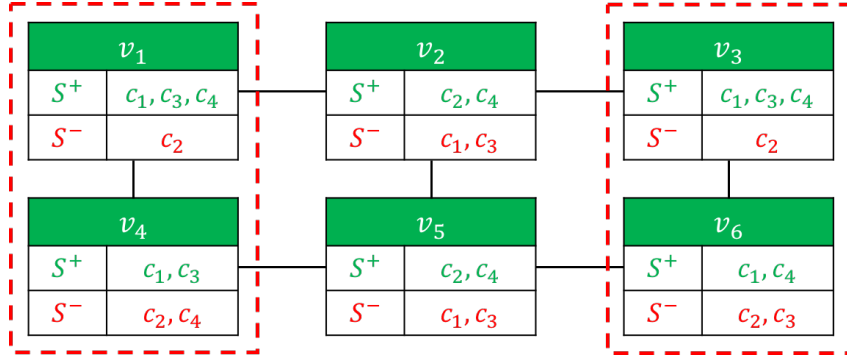 v₁ v₂ v₃
S⁺ c₁, c₃, c₄ S⁺ c₂, c₄ S⁺ c₁, c₃, c₄
S⁻ c₂ S⁻ c₁, c₃ S⁻ c₂
v₄ v₅ v₆
S⁺ c₁, c₃ S⁺ c₂, c₄ S⁺ c₁, c₄
S⁻ c₂, c₄ S⁻ c₁, c₃ S⁻ c₂, c₃